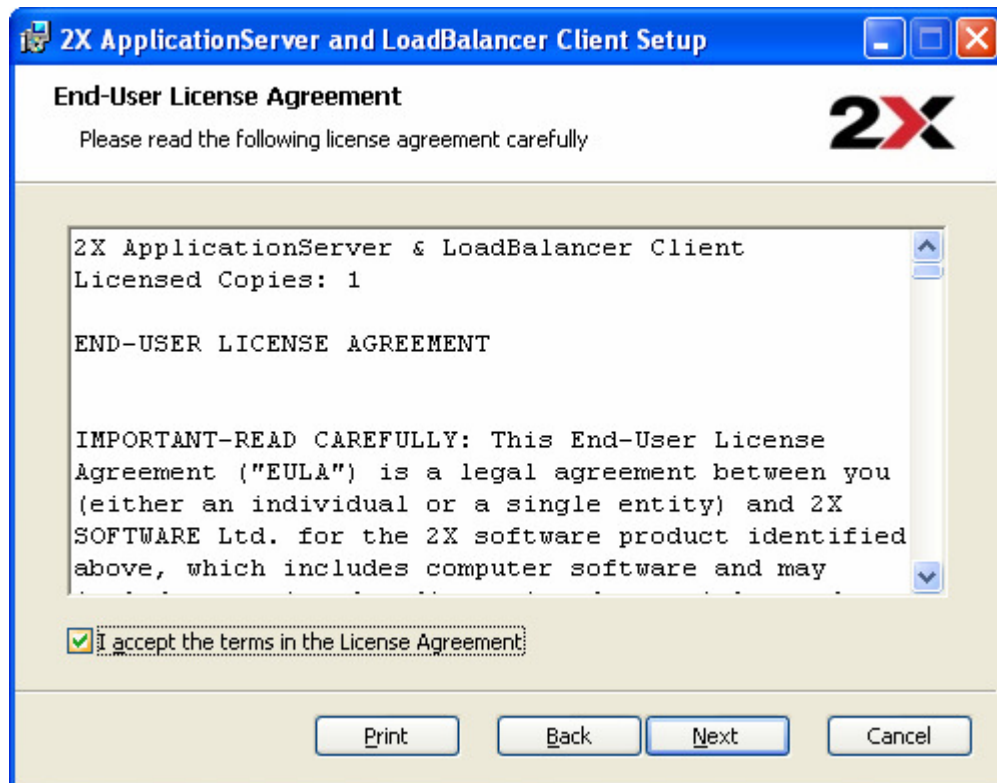 2X ApplicationServer and LoadBalancer Client Setup
End-User License Agreement
Please read the following license agreement carefully
2X
2X ApplicationServer & LoadBalancer Client
Licensed Copies: 1
END-USER LICENSE AGREEMENT
IMPORTANT-READ CAREFULLY: This End-User License
Agreement ("EULA") is a legal agreement between you
(either an individual or a single entity) and 2X
SOFTWARE Ltd. for the 2X software product identified
above, which includes computer software and may
I accept the terms in the License Agreement
Print Back Next Cancel